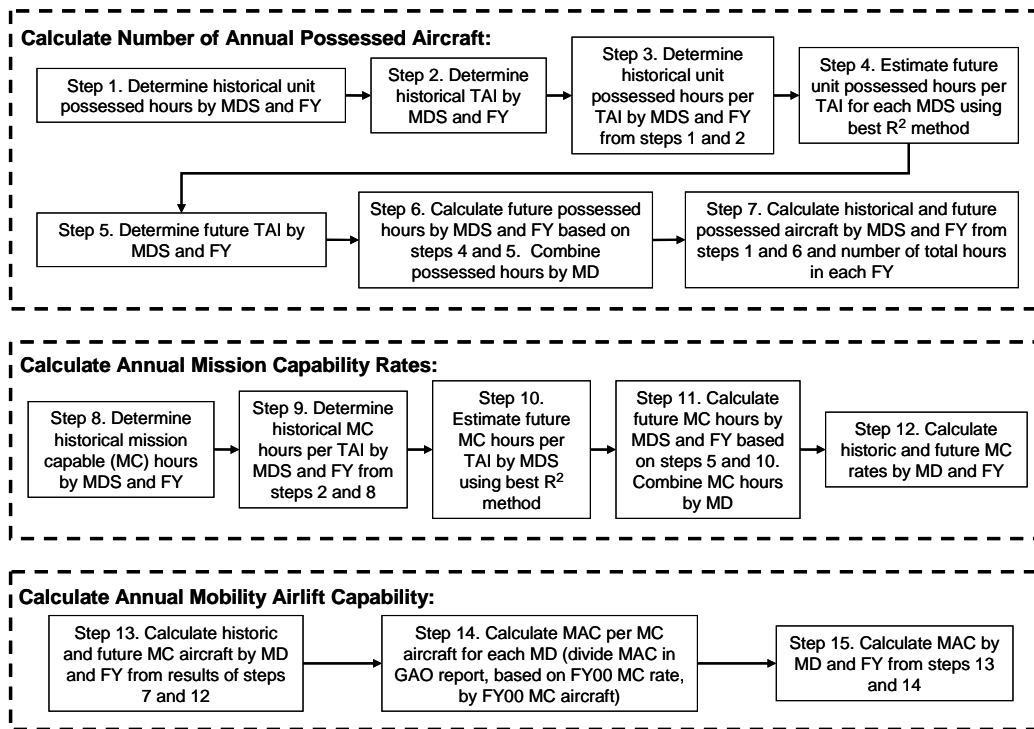 Calculate Number of Annual Possessed Aircraft:
Step 1. Determine historical unit
possessed hours by MDS and FY
Step 2. Determine
historical TAI by
MDS and FY
Step 3. Determine
historical unit
possessed hours per
TAI by MDS and FY
from steps 1 and 2
Step 4. Estimate future
unit possessed hours per
TAI for each MDS using
best R² method
Step 5. Determine future TAI by
MDS and FY
Step 6. Calculate future possessed
hours by MDS and FY based on
steps 4 and 5. Combine
possessed hours by MD
Step 7. Calculate historical and future
possessed aircraft by MDS and FY from
steps 1 and 6 and number of total hours
in each FY
Calculate Annual Mission Capability Rates:
Step 8. Determine
historical mission
capable (MC) hours
by MDS and FY
Step 9. Determine
historical MC
hours per TAI by
MDS and FY from
steps 2 and 8
Step 10.
Estimate future
MC hours per
TAI by MDS
using best R²
method
Step 11. Calculate
future MC hours by
MDS and FY based
on steps 5 and 10.
Combine MC hours
by MD
Step 12. Calculate
historic and future MC
rates by MD and FY
Calculate Annual Mobility Airlift Capability:
Step 13. Calculate historic
and future MC aircraft by MD
and FY from results of steps
7 and 12
Step 14. Calculate MAC per MC
aircraft for each MD (divide MAC in
GAO report, based on FY00 MC rate,
by FY00 MC aircraft)
Step 15. Calculate MAC by
MD and FY from steps 13
and 14